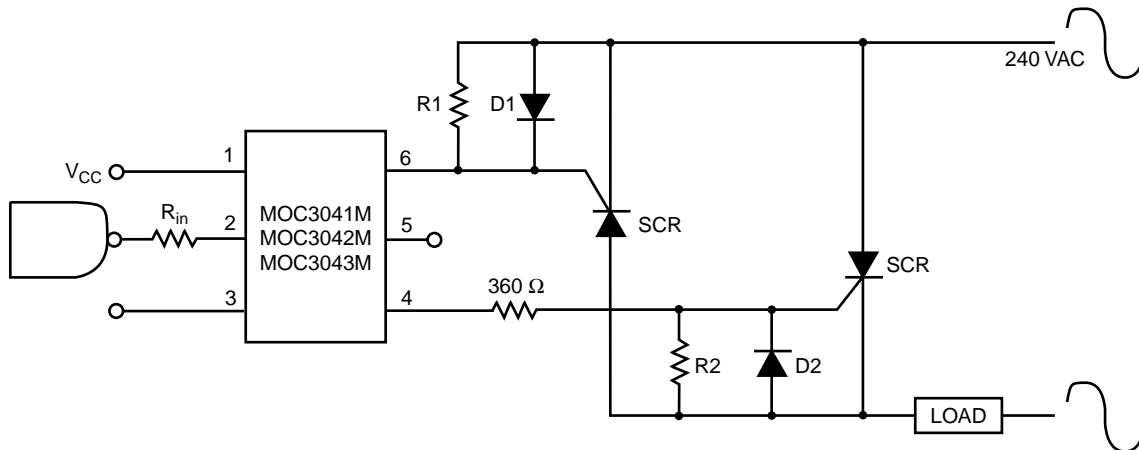 240 VAC
R1
D1
1
6
V_CC
R_in
2
MOC3041M
MOC3042M
MOC3043M
5
SCR
SCR
3
4
360 Ω
R2
D2
LOAD